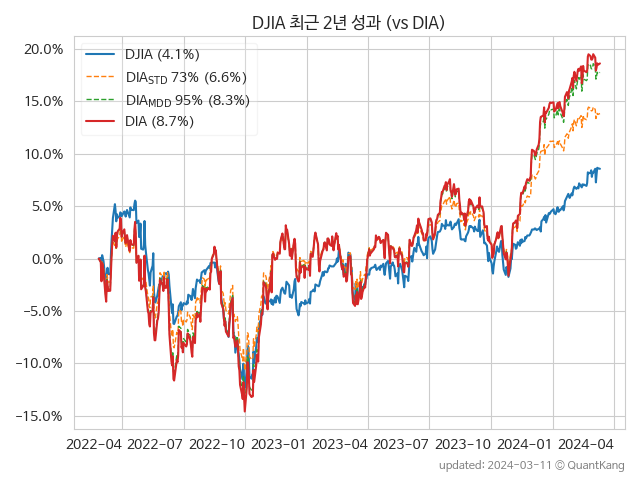 DJIA 최근 2년 성과 (vs DIA)
20.0%
15.0%
10.0%
5.0%
0.0%
−5.0%
−10.0%
−15.0%
DJIA (4.1%)
DIASTD 73% (6.6%)
DIAMDD 95% (8.3%)
DIA (8.7%)
2022-04 2022-07 2022-10 2023-01 2023-04 2023-07 2023-10 2024-01 2024-04
updated: 2024-03-11 © QuantKang